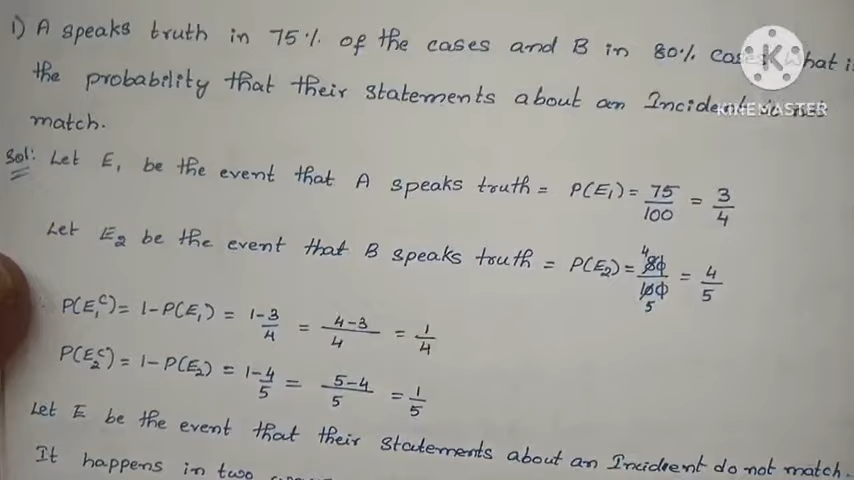 1) A speaks truth in 75% of the cases and B in 80% cases what is
the probability that their statements about an Incident
match.
Sol: Let E₁ be the event that A speaks truth = P(E₁) = 75/100 = 3/4
Let E₂ be the event that B speaks truth = P(E₂) = 80/100 = 4/5
P(E₁ᶜ) = 1 - P(E₁) = 1 - 3/4 = 4-3/4 = 1/4
P(E₂ᶜ) = 1 - P(E₂) = 1 - 4/5 = 5-4/5 = 1/5
Let E be the event that their statements about an Incident do not match.
It happens in two
K
KINEMASTER